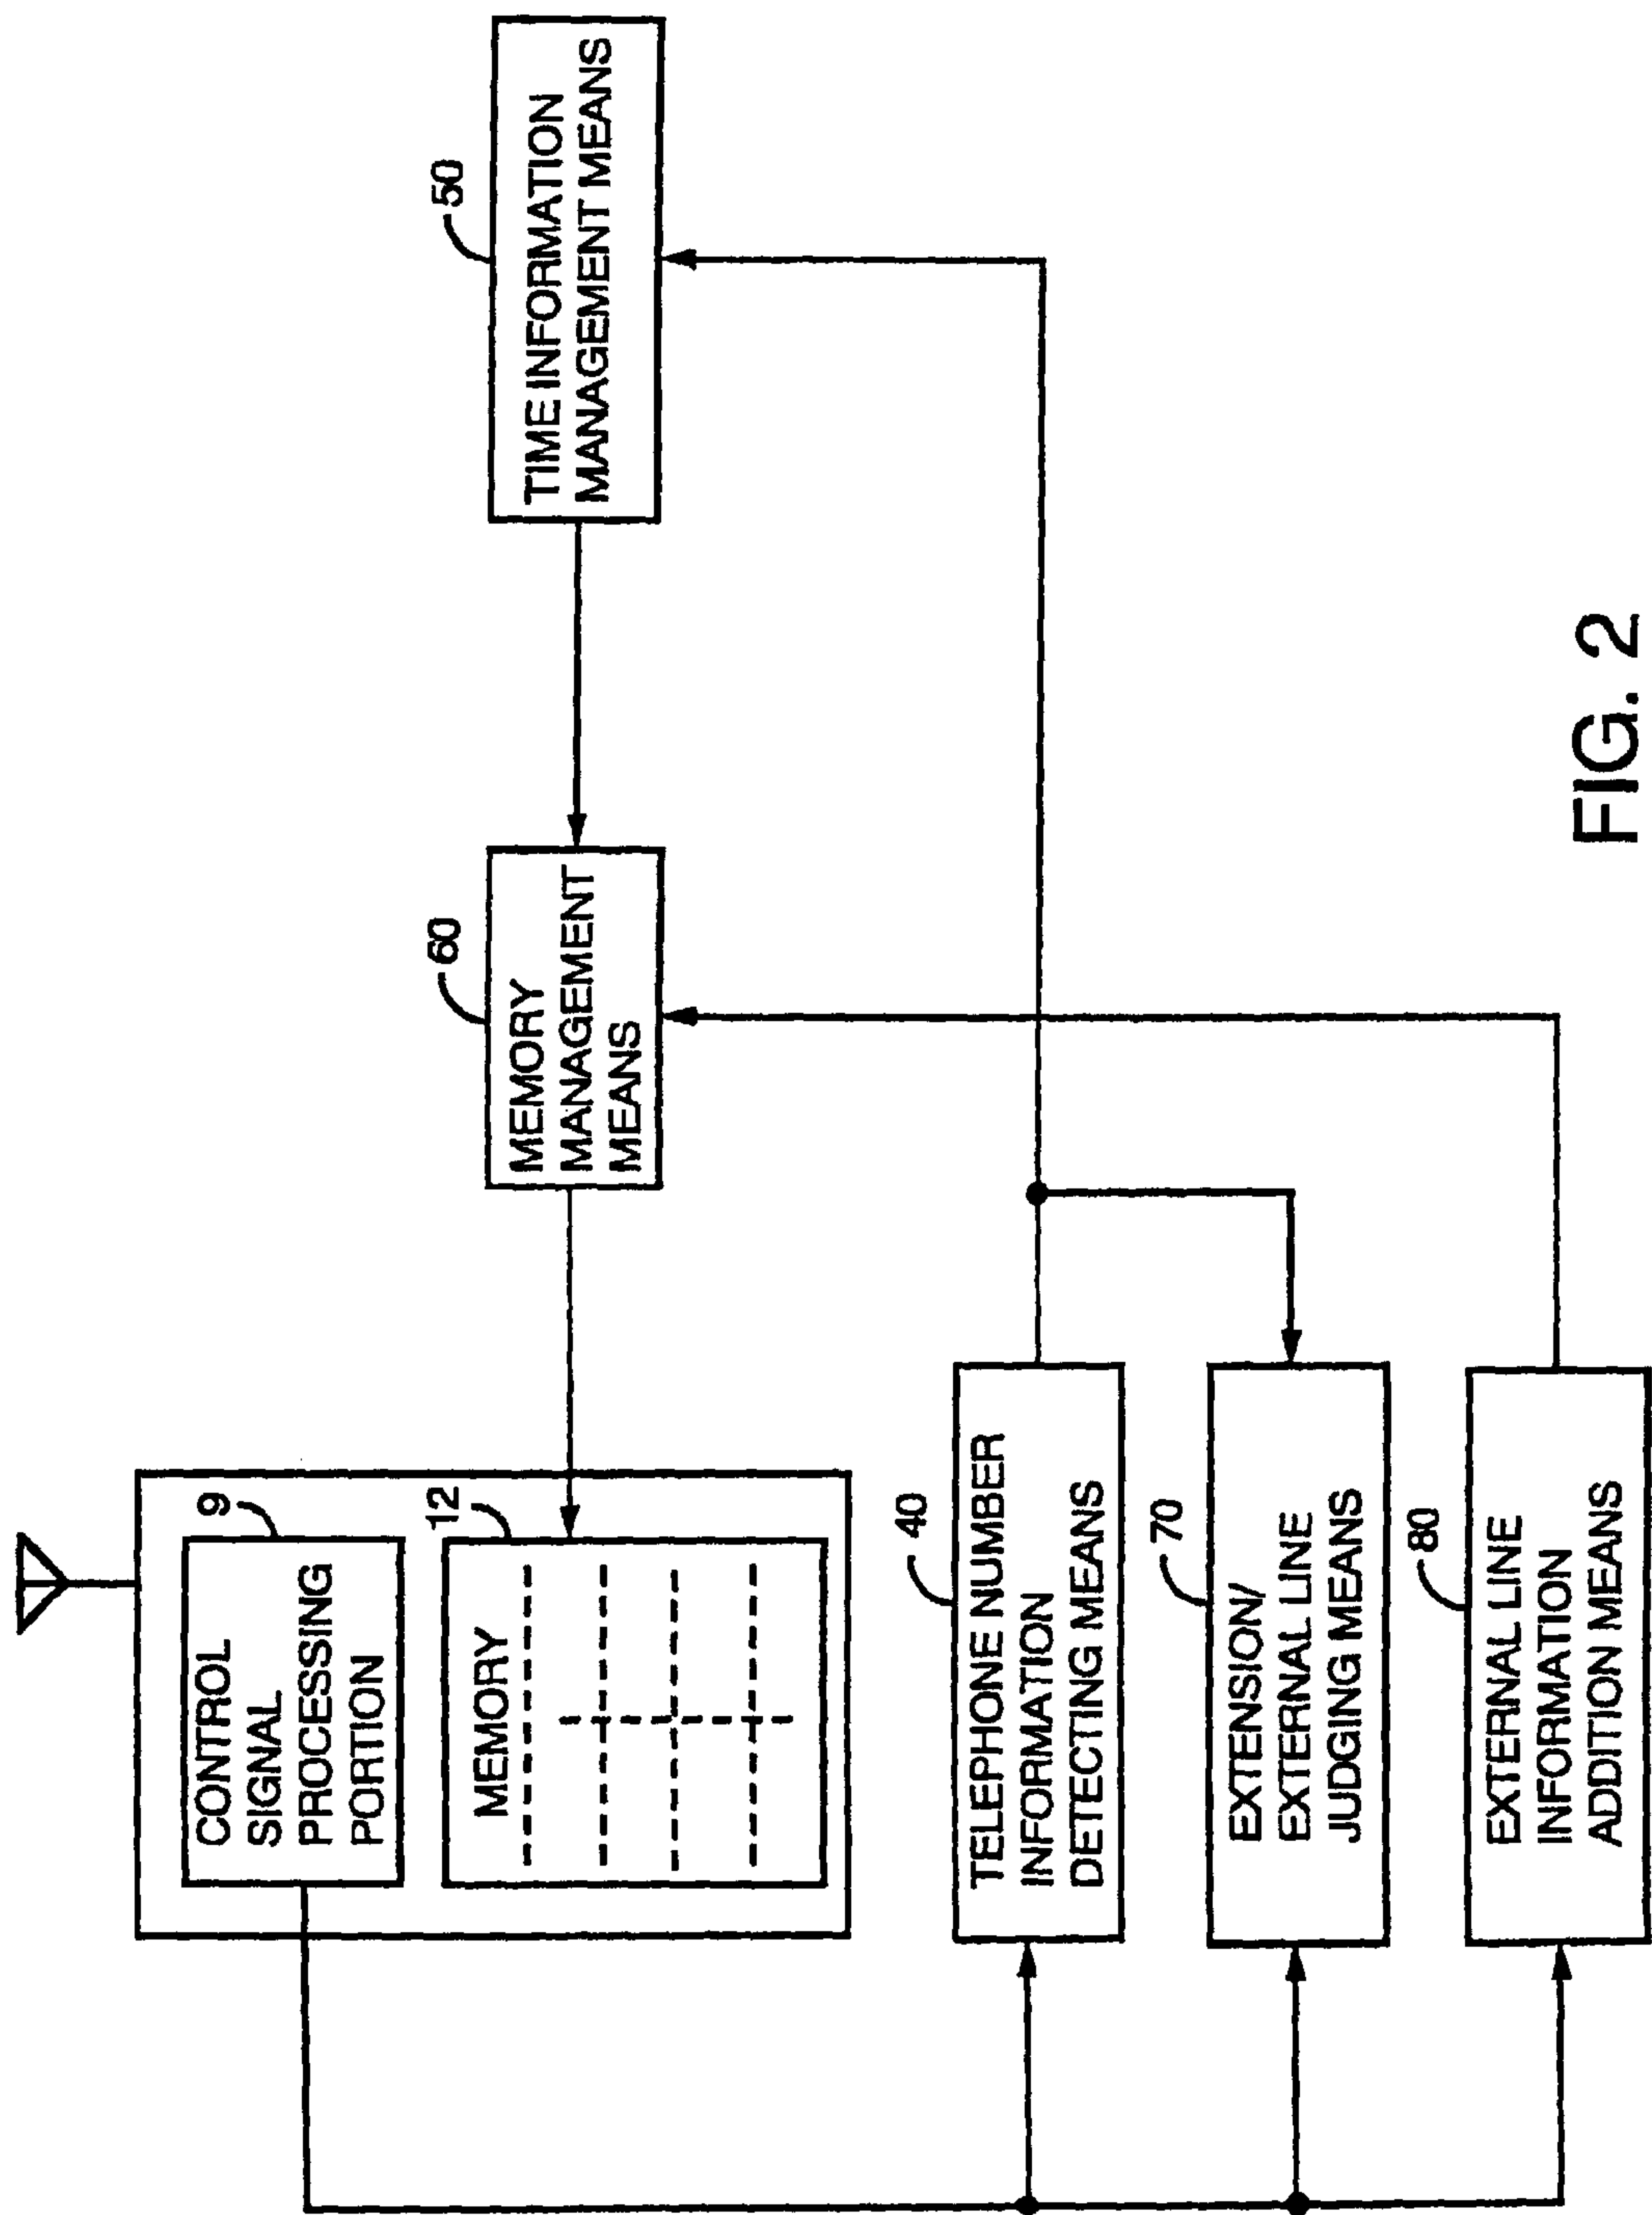 9
CONTROL
SIGNAL
PROCESSING
PORTION
12
MEMORY
60
MEMORY
MANAGEMENT
MEANS
50
TIME INFORMATION
MANAGEMENT MEANS
40
TELEPHONE NUMBER
INFORMATION
DETECTING MEANS
70
EXTENSION/
EXTERNAL LINE
JUDGING MEANS
80
EXTERNAL LINE
INFORMATION
ADDITION MEANS
FIG. 2